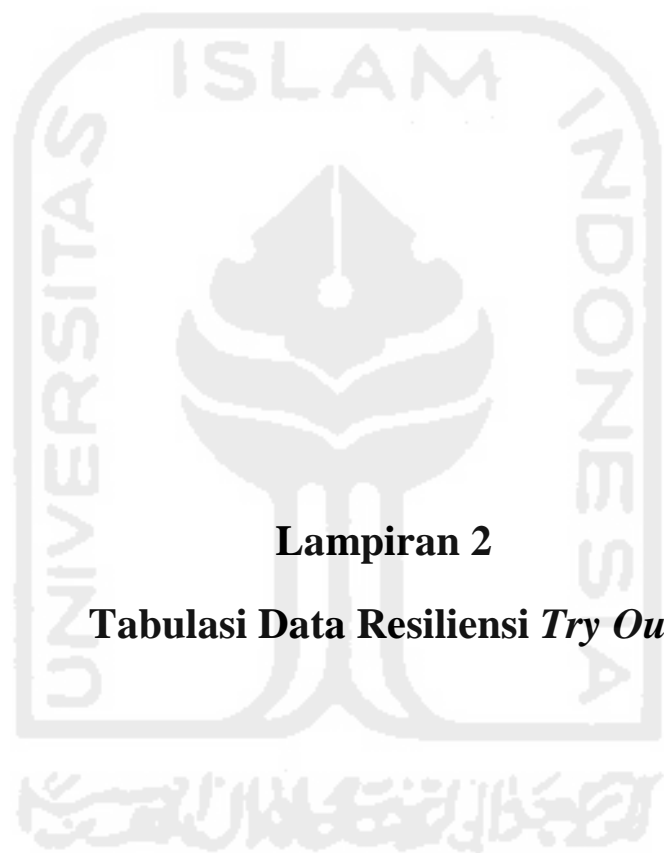 ISLAM
UNIVERSITAS
INDONESIA
Lampiran 2
Tabulasi Data Resiliensi Try Ou